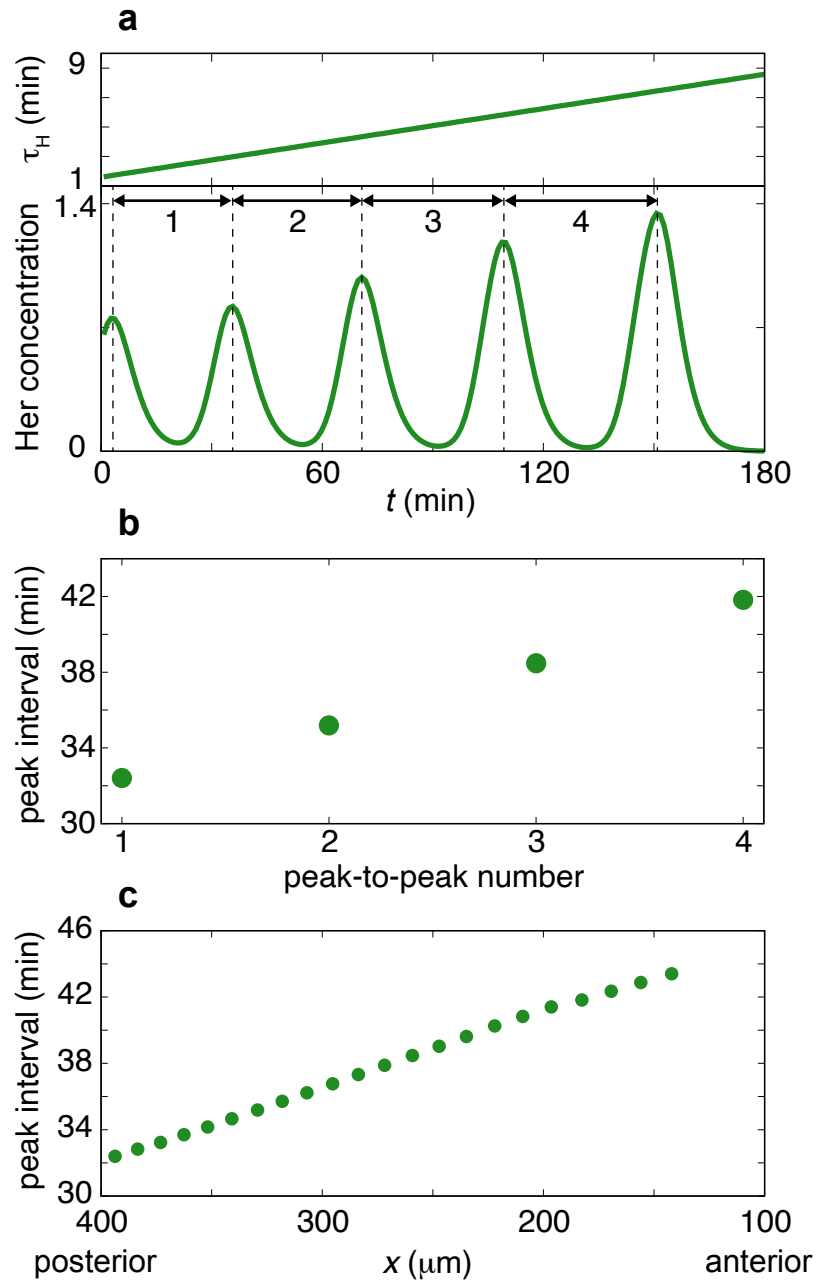 a
9
τH (min)
1
1.4
1 2 3 4
Her concentration
0
0 60 120 180
t (min)
b
42
38
34
30
peak interval (min)
1 2 3 4
peak-to-peak number
c
46
42
38
34
30
peak interval (min)
400 300 200 100
posterior x (μm) anterior